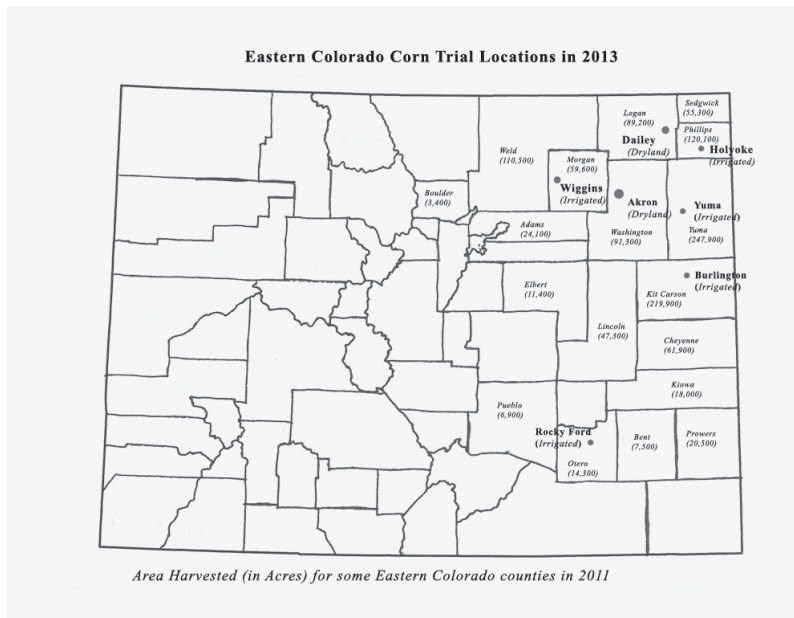 Eastern Colorado Corn Trial Locations in 2013
Sedgwick
(55,300)
Logan
(89,200)
Phillips
(120,100)
Dailey
(Dryland)
Holyoke
(Irrigated)
Weld
(110,500)
Morgan
(59,600)
Wiggins
(Irrigated)
Boulder
(3,400)
Akron
(Dryland)
Yuma
(Irrigated)
Yuma
(247,900)
Washington
(91,300)
Adams
(24,100)
Burlington
(Irrigated)
Elbert
(11,400)
Kit Carson
(219,900)
Lincoln
(47,300)
Cheyenne
(61,900)
Kiowa
(18,000)
Pueblo
(6,900)
Rocky Ford
(Irrigated)
Bent
(7,500)
Prowers
(20,500)
Otero
(14,300)
Area Harvested (in Acres) for some Eastern Colorado counties in 2011